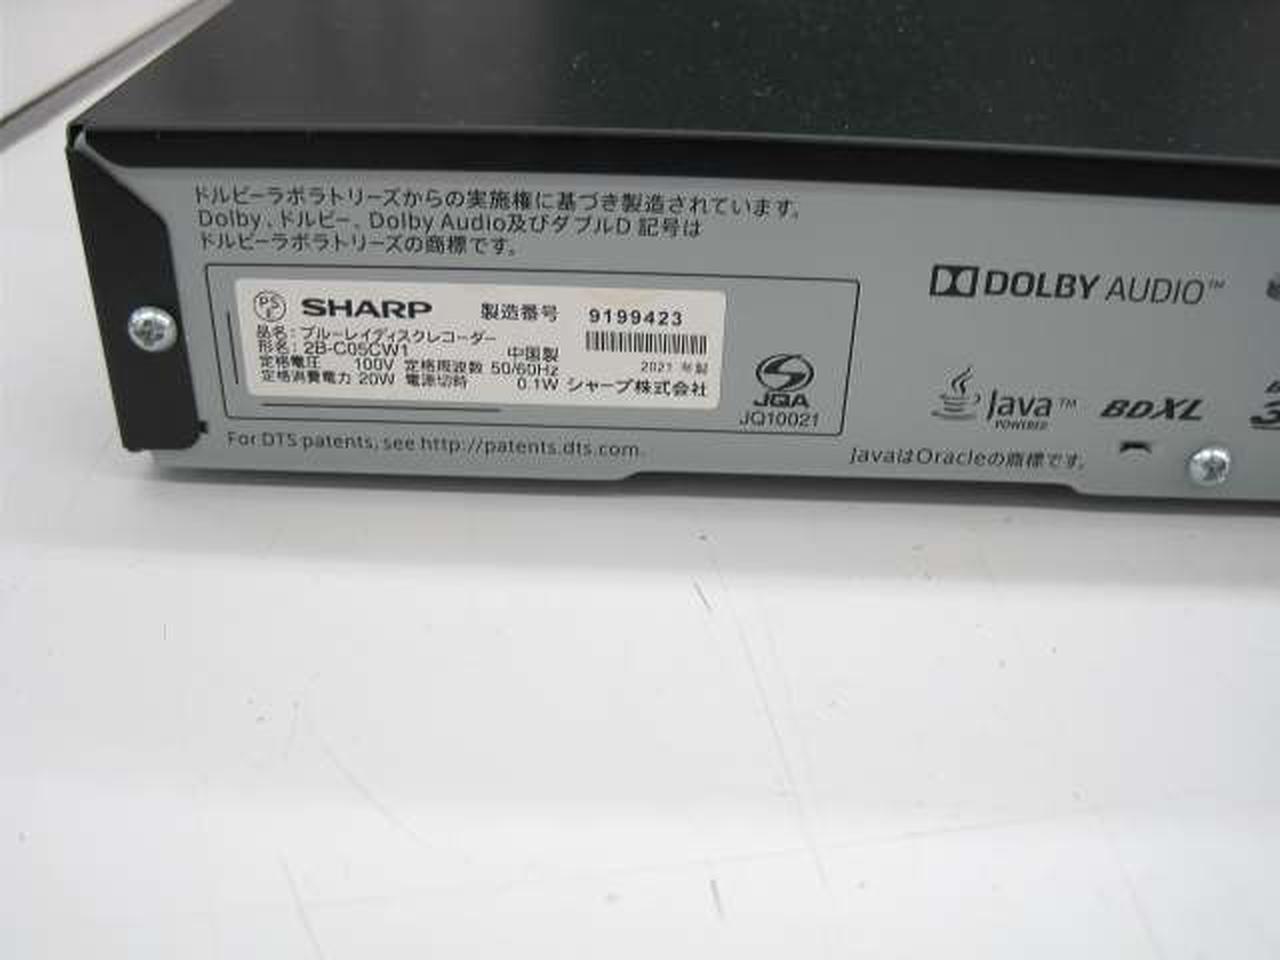 ドルビーラボラトリーズからの実施権に基づき製造されています。
Dolby、ドルビー、Dolby Audio及びダブルD 記号は
ドルビーラボラトリーズの商標です。
PS E SHARP 製造番号 9199423
品名:ブルーレイディスクレコーダー
形名:2B-C05CW1 中国製
定格電圧 100V 定格周波数 50/60Hz 2021 年製
定格消費電力 20W 電源切時 0.1W シャープ株式会社
JQA
JQ10021
For DTS patents, see http://patents.dts.com.
DOLBY AUDIO™
Java™ POWERED
BDXL
JavaはOracleの商標です。